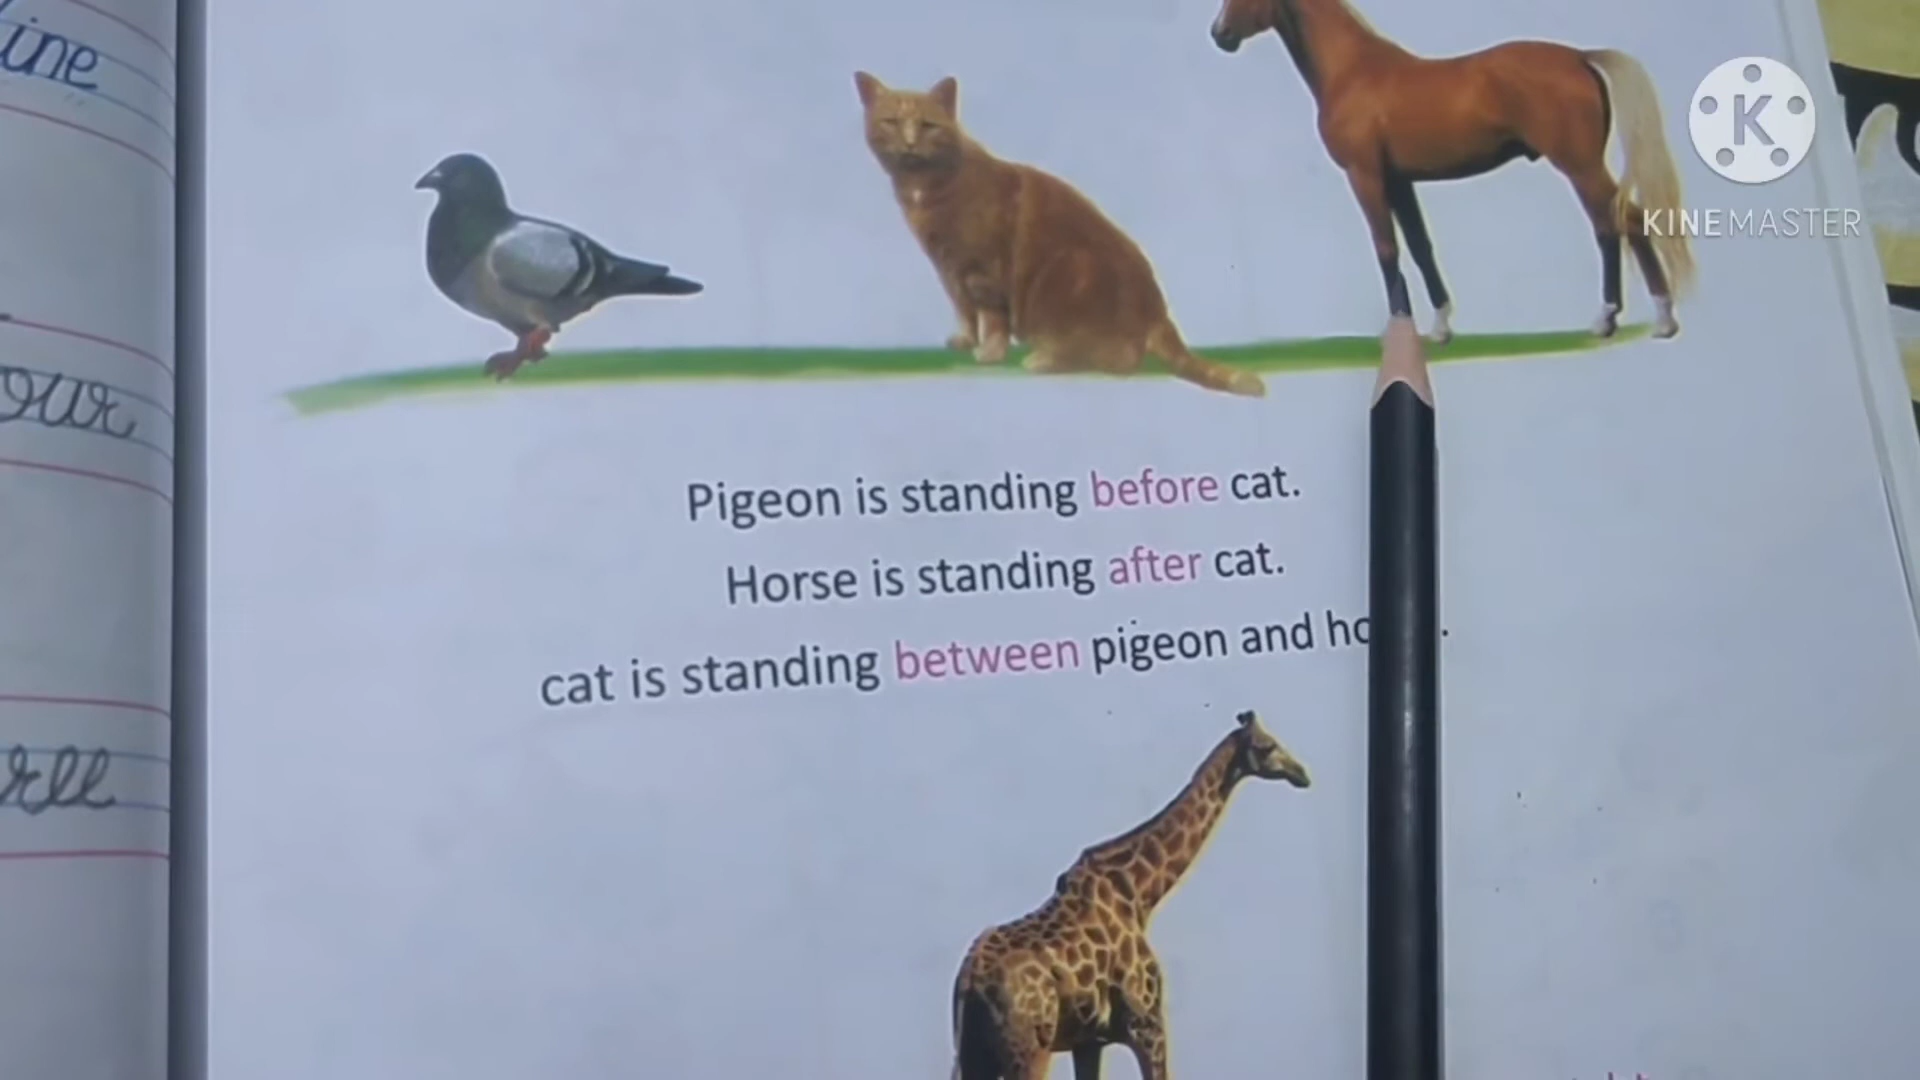 ine
our
rll
K
KINEMASTER
Pigeon is standing before cat.
Horse is standing after cat.
cat is standing between pigeon and ho